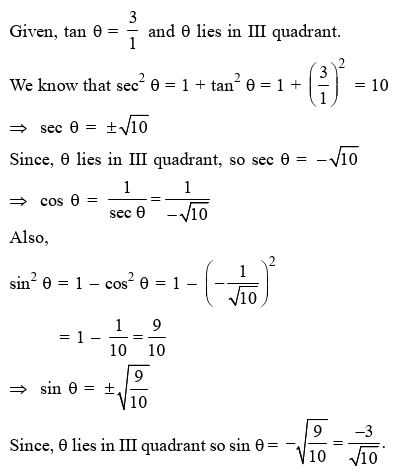 Given, tan θ = 3/1 and θ lies in III quadrant.
We know that sec² θ = 1 + tan² θ = 1 + (3/1)² = 10
⇒ sec θ = ±√10
Since, θ lies in III quadrant, so sec θ = −√10
⇒ cos θ = 1/sec θ = 1/−√10
Also,
sin² θ = 1 − cos² θ = 1 − (−1/√10)²
= 1 − 1/10 = 9/10
⇒ sin θ = ±√(9/10)
Since, θ lies in III quadrant so sin θ = −√(9/10) = −3/√10.